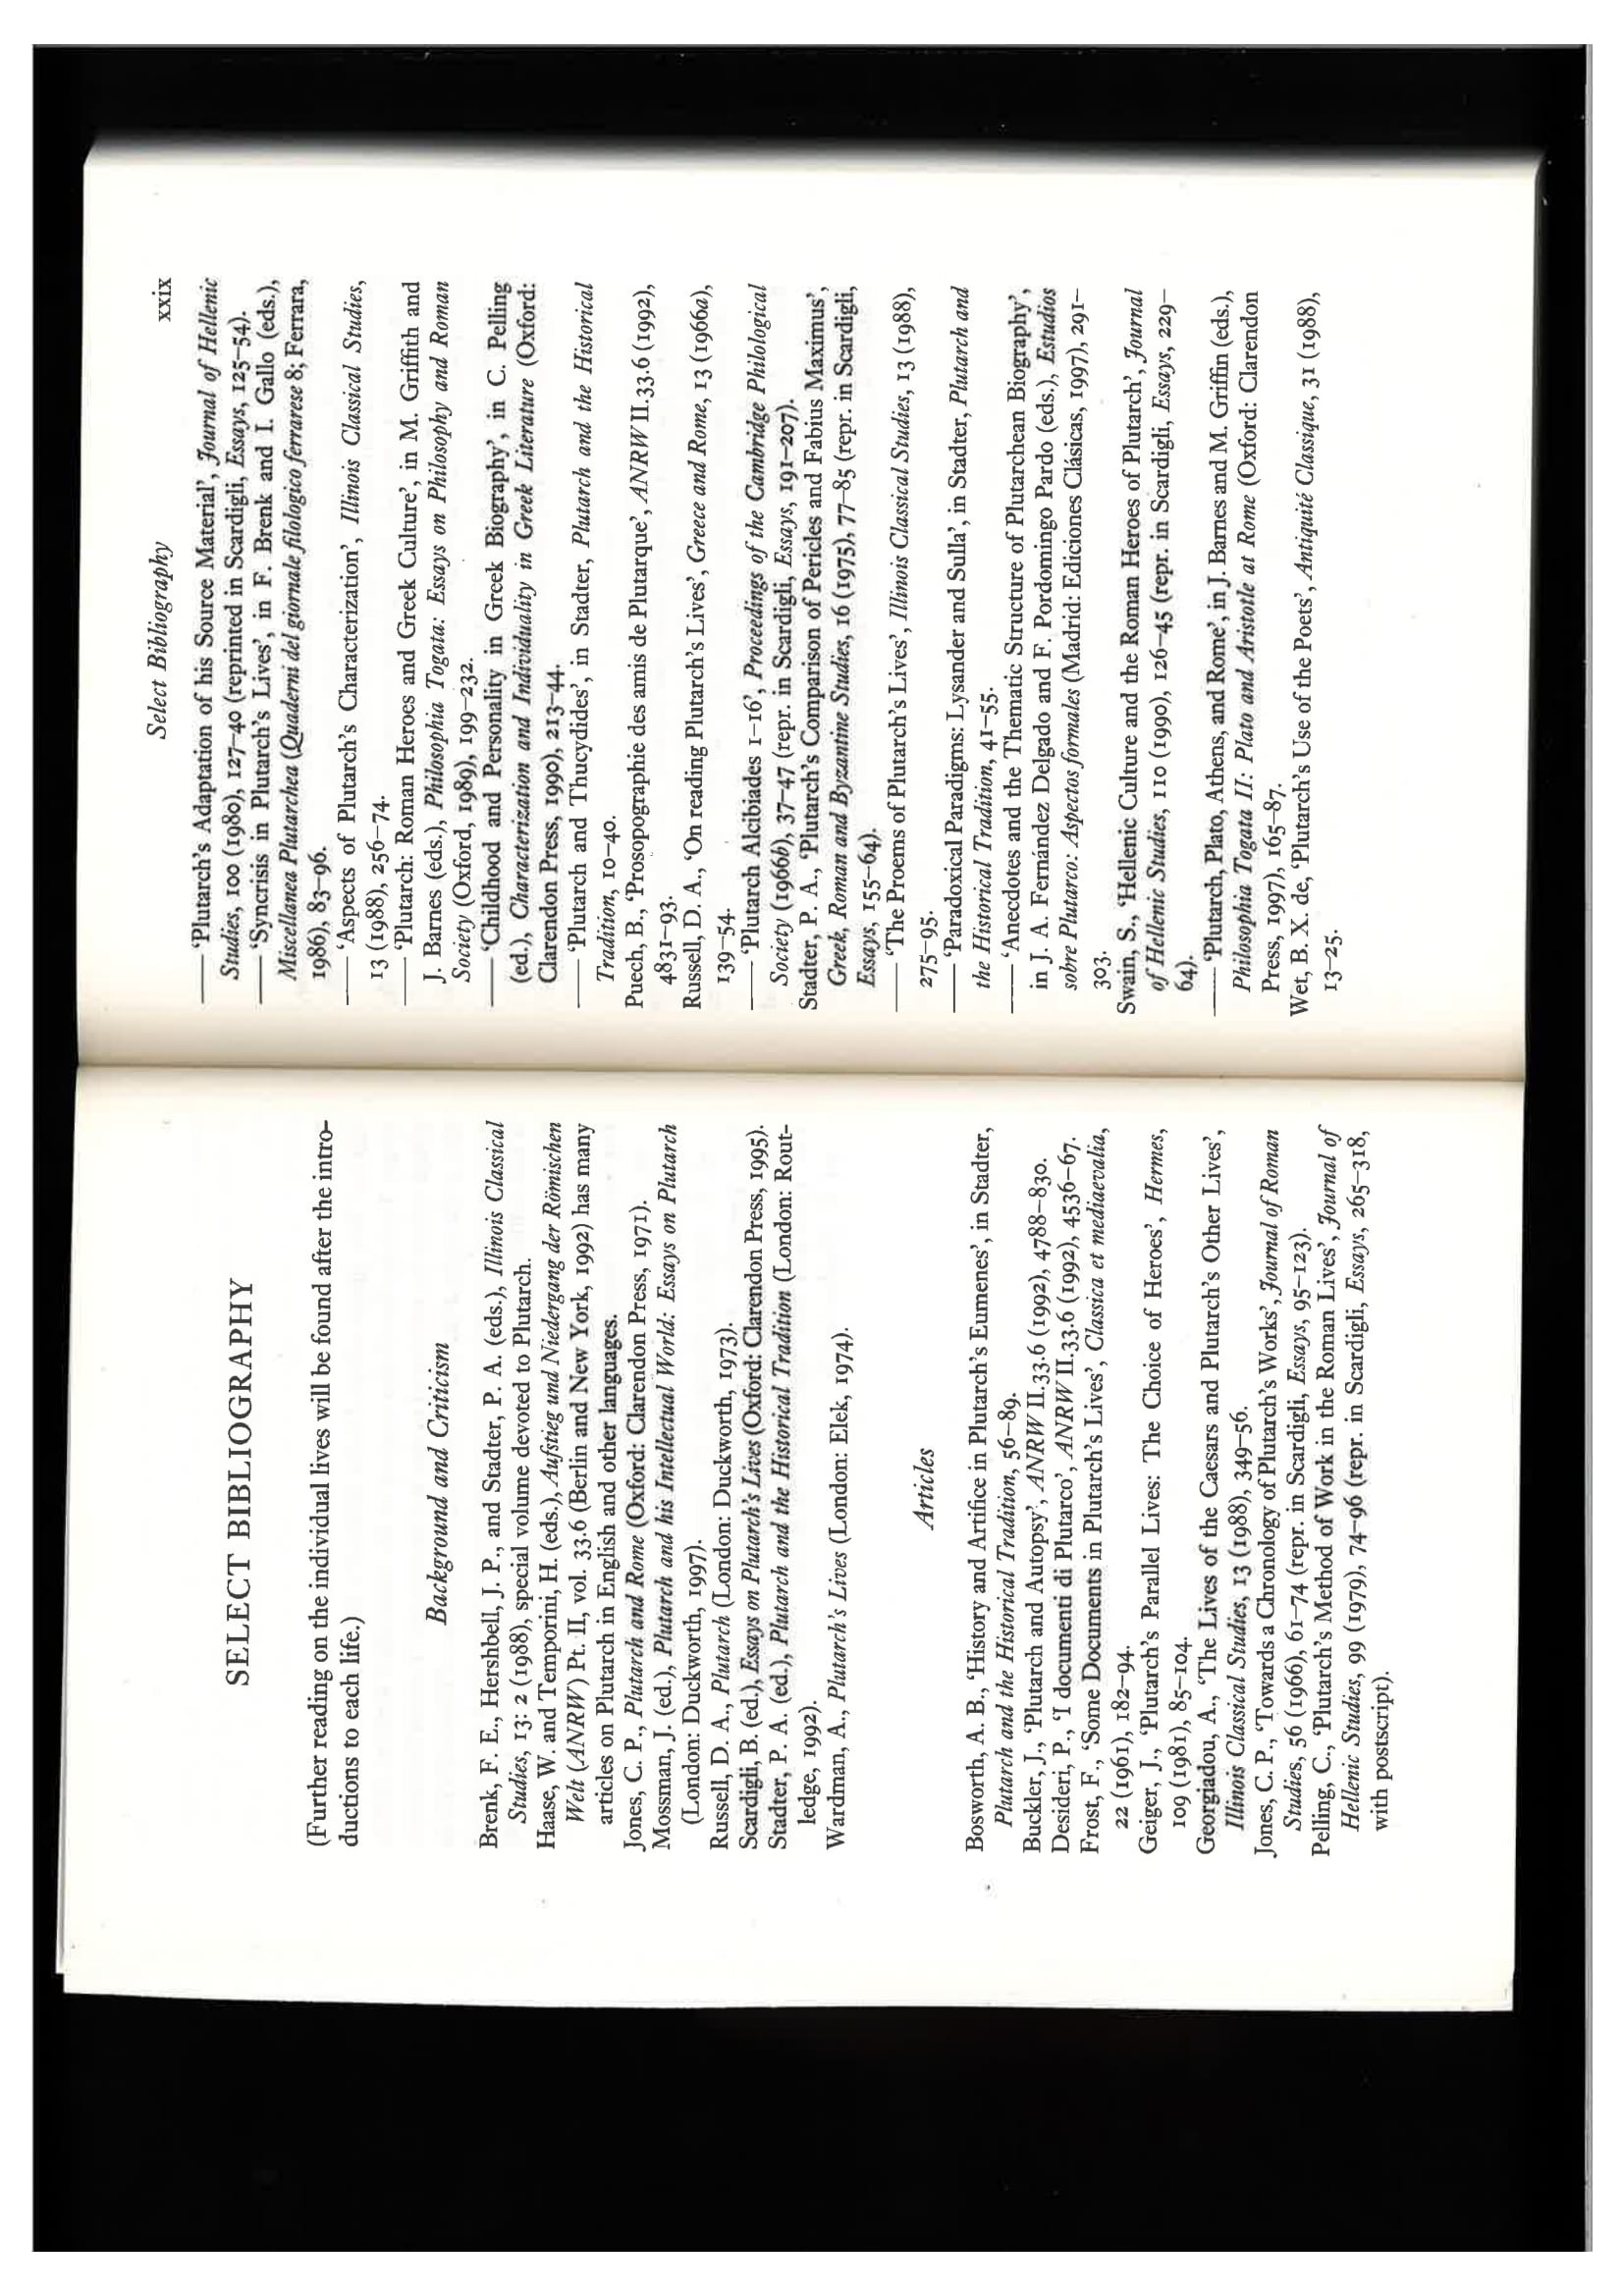 SELECT BIBLIOGRAPHY
(Further reading on the individual lives will be found after the intro-
ductions to each life.)
Background and Criticism
Brenk, F. E., Hershbell, J. P., and Stadter, P. A. (eds.), Illinois Classical
Studies, 13: 2 (1988), special volume devoted to Plutarch.
Haase, W. and Temporini, H. (eds.), Aufstieg und Niedergang der Römischen
Welt (ANRW) Pt. II, vol. 33.6 (Berlin and New York, 1992) has many
articles on Plutarch in English and other languages.
Jones, C. P., Plutarch and Rome (Oxford: Clarendon Press, 1971).
Mossman, J. (ed.), Plutarch and his Intellectual World: Essays on Plutarch
(London: Duckworth, 1997).
Russell, D. A., Plutarch (London: Duckworth, 1973).
Scardigli, B. (ed.), Essays on Plutarch's Lives (Oxford: Clarendon Press, 1995).
Stadter, P. A. (ed.), Plutarch and the Historical Tradition (London: Rout-
ledge, 1992).
Wardman, A., Plutarch's Lives (London: Elek, 1974).
Articles
Bosworth, A. B., 'History and Artifice in Plutarch's Eumenes', in Stadter,
Plutarch and the Historical Tradition, 56–89.
Buckler, J., 'Plutarch and Autopsy', ANRW II.33.6 (1992), 4788–830.
Desideri, P., 'I documenti di Plutarco', ANRW II.33.6 (1992), 4536–67.
Frost, F., 'Some Documents in Plutarch's Lives', Classica et mediaevalia,
22 (1961), 182–94.
Geiger, J., 'Plutarch's Parallel Lives: The Choice of Heroes', Hermes,
109 (1981), 85–104.
Georgiadou, A., 'The Lives of the Caesars and Plutarch's Other Lives',
Illinois Classical Studies, 13 (1988), 349–56.
Jones, C. P., 'Towards a Chronology of Plutarch's Works', Journal of Roman
Studies, 56 (1966), 61–74 (repr. in Scardigli, Essays, 95–123).
Pelling, C., 'Plutarch's Method of Work in the Roman Lives', Journal of
Hellenic Studies, 99 (1979), 74–96 (repr. in Scardigli, Essays, 265–318,
with postscript).
Select Bibliography xxix
—— 'Plutarch's Adaptation of his Source Material', Journal of Hellenic
Studies, 100 (1980), 127–40 (reprinted in Scardigli, Essays, 125–54).
—— 'Syncrisis in Plutarch's Lives', in F. Brenk and I. Gallo (eds.),
Miscellanea Plutarchea (Quaderni del giornale filologico ferrarese 8; Ferrara,
1986), 83–96.
—— 'Aspects of Plutarch's Characterization', Illinois Classical Studies,
13 (1988), 256–74.
—— 'Plutarch: Roman Heroes and Greek Culture', in M. Griffith and
J. Barnes (eds.), Philosophia Togata: Essays on Philosophy and Roman
Society (Oxford, 1989), 199–232.
—— 'Childhood and Personality in Greek Biography', in C. Pelling
(ed.), Characterization and Individuality in Greek Literature (Oxford:
Clarendon Press, 1990), 213–44.
—— 'Plutarch and Thucydides', in Stadter, Plutarch and the Historical
Tradition, 10–40.
Puech, B., 'Prosopographie des amis de Plutarque', ANRW II.33.6 (1992),
4831–93.
Russell, D. A., 'On reading Plutarch's Lives', Greece and Rome, 13 (1966a),
139–54.
—— 'Plutarch Alcibiades 1–16', Proceedings of the Cambridge Philological
Society (1966b), 37–47 (repr. in Scardigli, Essays, 191–207).
Stadter, P. A., 'Plutarch's Comparison of Pericles and Fabius Maximus',
Greek, Roman and Byzantine Studies, 16 (1975), 77–85 (repr. in Scardigli,
Essays, 155–64).
—— 'The Proems of Plutarch's Lives', Illinois Classical Studies, 13 (1988),
275–95.
—— 'Paradoxical Paradigms: Lysander and Sulla', in Stadter, Plutarch and
the Historical Tradition, 41–55.
—— 'Anecdotes and the Thematic Structure of Plutarchean Biography',
in J. A. Fernández Delgado and F. Pordomingo Pardo (eds.), Estudios
sobre Plutarco: Aspectos formales (Madrid: Ediciones Clásicas, 1997), 291–
303.
Swain, S., 'Hellenic Culture and the Roman Heroes of Plutarch', Journal
of Hellenic Studies, 110 (1990), 126–45 (repr. in Scardigli, Essays, 229–
64).
—— 'Plutarch, Plato, Athens, and Rome', in J. Barnes and M. Griffin (eds.),
Philosophia Togata II: Plato and Aristotle at Rome (Oxford: Clarendon
Press, 1997), 165–87.
Wet, B. X. de, 'Plutarch's Use of the Poets', Antiquité Classique, 31 (1988),
13–25.